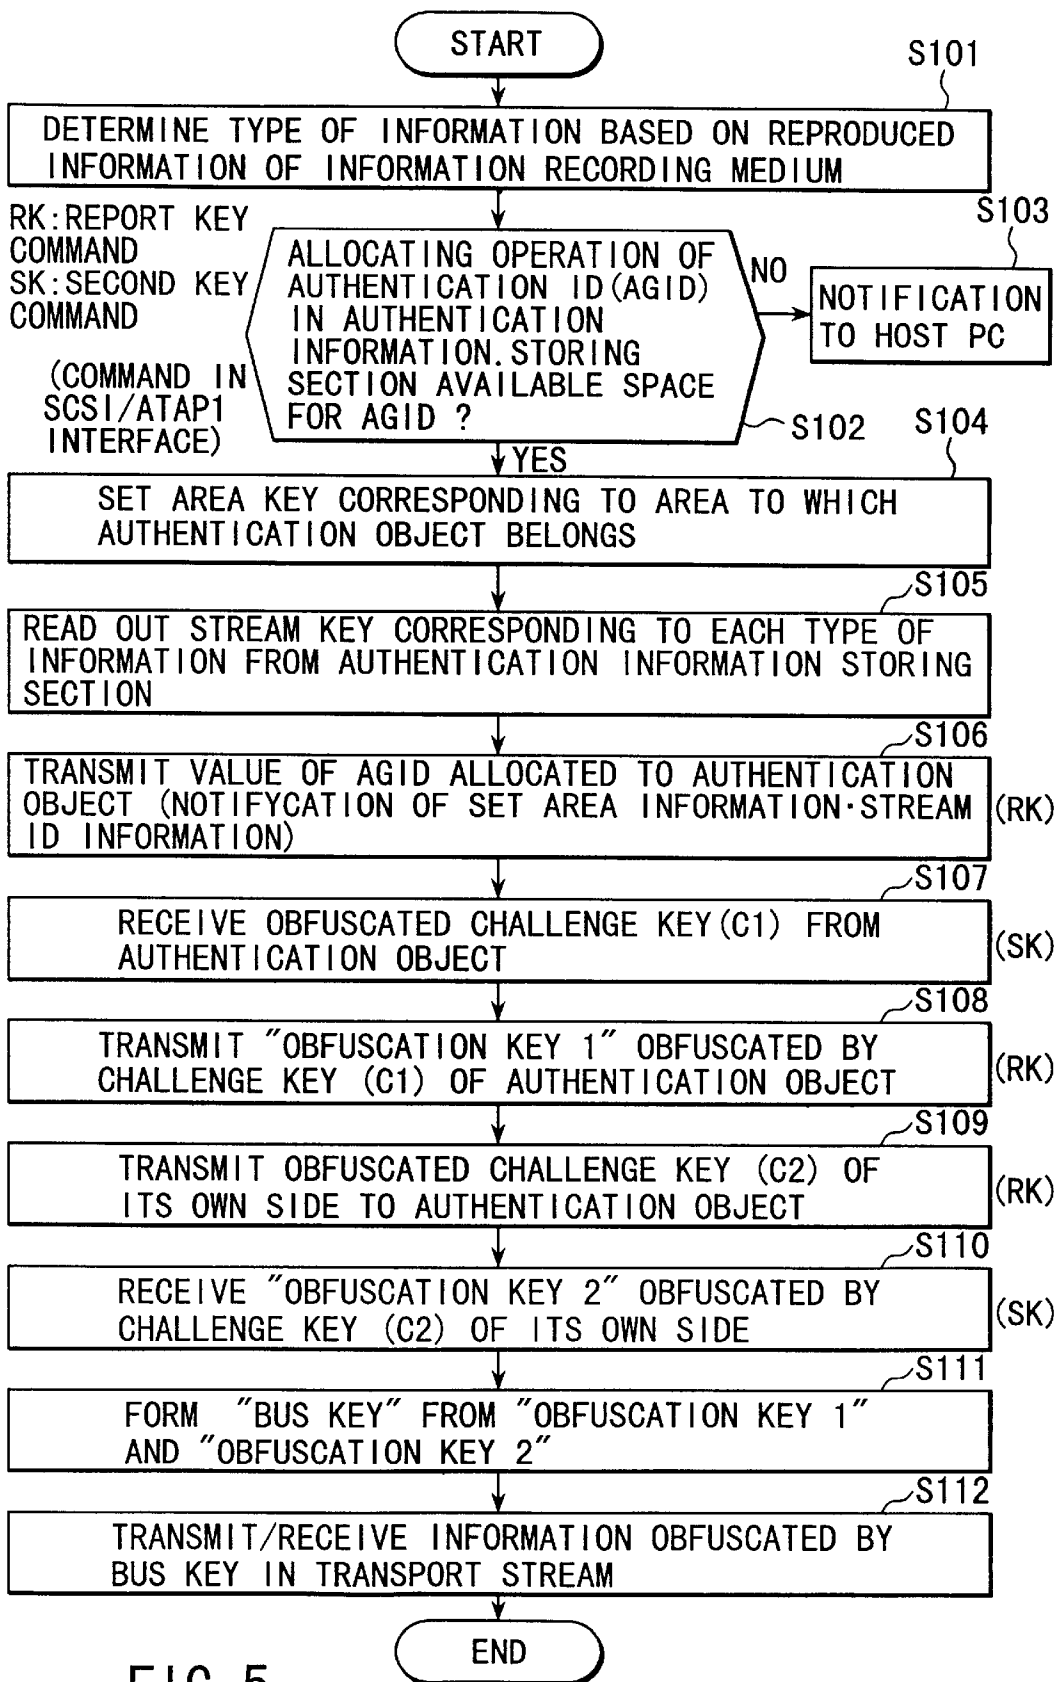 START
S101
DETERMINE TYPE OF INFORMATION BASED ON REPRODUCED
INFORMATION OF INFORMATION RECORDING MEDIUM
RK:REPORT KEY
COMMAND
SK:SECOND KEY
COMMAND
(COMMAND IN
SCSI/ATAP1
INTERFACE)
ALLOCATING OPERATION OF
AUTHENTICATION ID(AGID)
IN AUTHENTICATION
INFORMATION.STORING
SECTION AVAILABLE SPACE
FOR AGID ?
S102
NO
S103
NOTIFICATION
TO HOST PC
YES
S104
SET AREA KEY CORRESPONDING TO AREA TO WHICH
AUTHENTICATION OBJECT BELONGS
S105
READ OUT STREAM KEY CORRESPONDING TO EACH TYPE OF
INFORMATION FROM AUTHENTICATION INFORMATION STORING
SECTION
S106
TRANSMIT VALUE OF AGID ALLOCATED TO AUTHENTICATION
OBJECT (NOTIFYCATION OF SET AREA INFORMATION·STREAM
ID INFORMATION)
(RK)
S107
RECEIVE OBFUSCATED CHALLENGE KEY(C1) FROM
AUTHENTICATION OBJECT
(SK)
S108
TRANSMIT "OBFUSCATION KEY 1" OBFUSCATED BY
CHALLENGE KEY (C1) OF AUTHENTICATION OBJECT
(RK)
S109
TRANSMIT OBFUSCATED CHALLENGE KEY (C2) OF
ITS OWN SIDE TO AUTHENTICATION OBJECT
(RK)
S110
RECEIVE "OBFUSCATION KEY 2" OBFUSCATED BY
CHALLENGE KEY (C2) OF ITS OWN SIDE
(SK)
S111
FORM "BUS KEY" FROM "OBFUSCATION KEY 1"
AND "OBFUSCATION KEY 2"
S112
TRANSMIT/RECEIVE INFORMATION OBFUSCATED BY
BUS KEY IN TRANSPORT STREAM
END
FIG.5